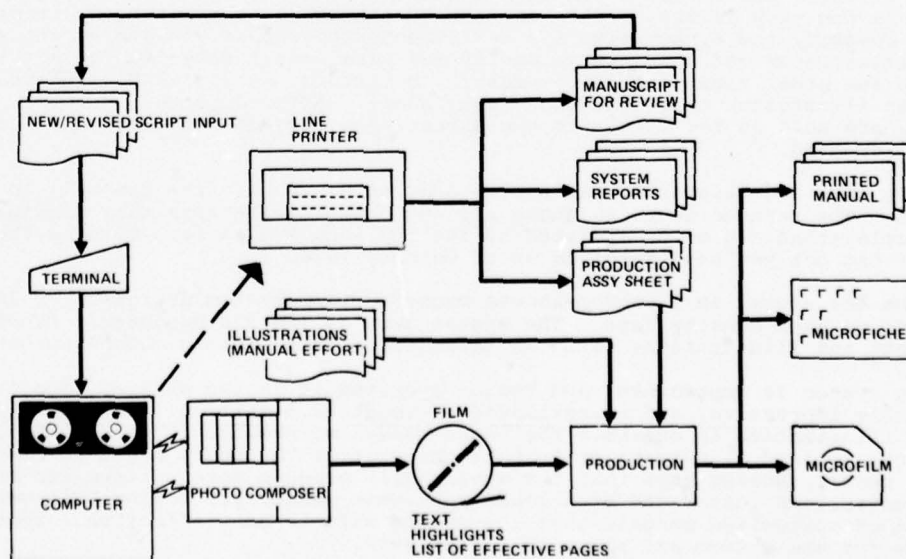 NEW/REVISED SCRIPT INPUT
LINE
PRINTER
MANUSCRIPT
FOR REVIEW
SYSTEM
REPORTS
PRINTED
MANUAL
TERMINAL
PRODUCTION
ASSY SHEET
MICROFICHE
ILLUSTRATIONS
(MANUAL EFFORT)
FILM
COMPUTER
PHOTO COMPOSER
PRODUCTION
MICROFILM
TEXT
HIGHLIGHTS
LIST OF EFFECTIVE PAGES